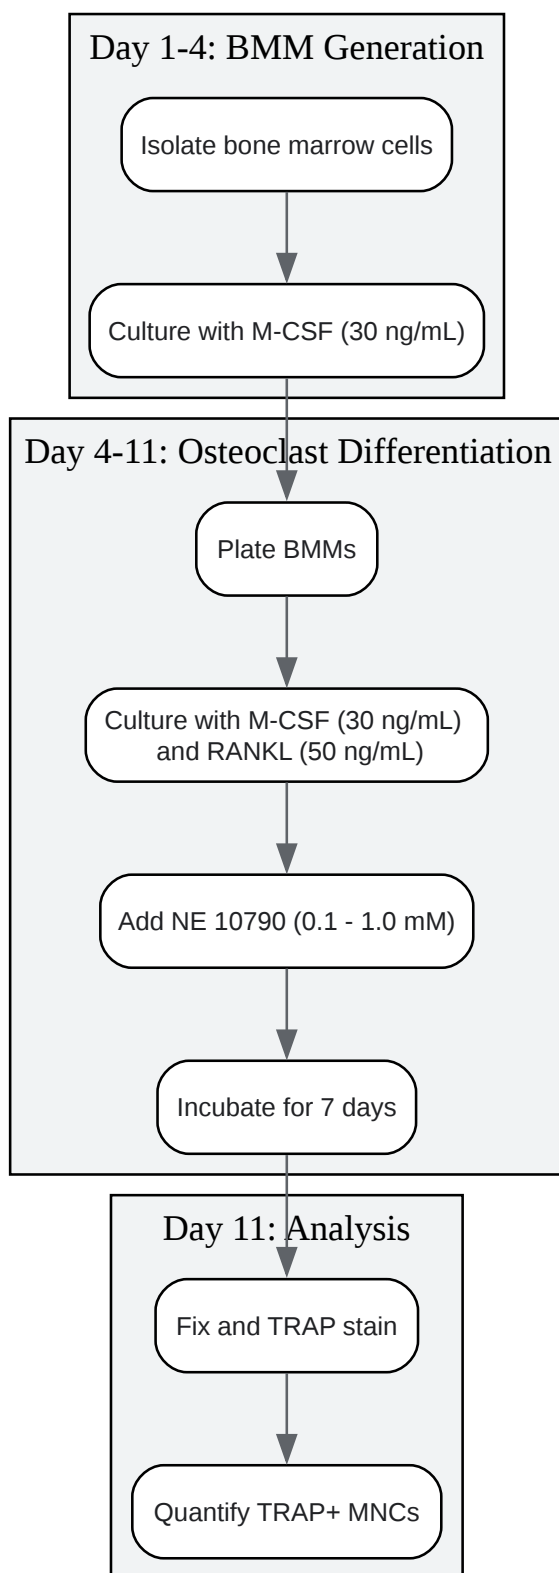 Day 1-4: BMM Generation
Isolate bone marrow cells
Culture with M-CSF (30 ng/mL)
Day 4-11: Osteoclast Differentiation
Plate BMMs
Culture with M-CSF (30 ng/mL)
and RANKL (50 ng/mL)
Add NE 10790 (0.1 - 1.0 mM)
Incubate for 7 days
Day 11: Analysis
Fix and TRAP stain
Quantify TRAP+ MNCs